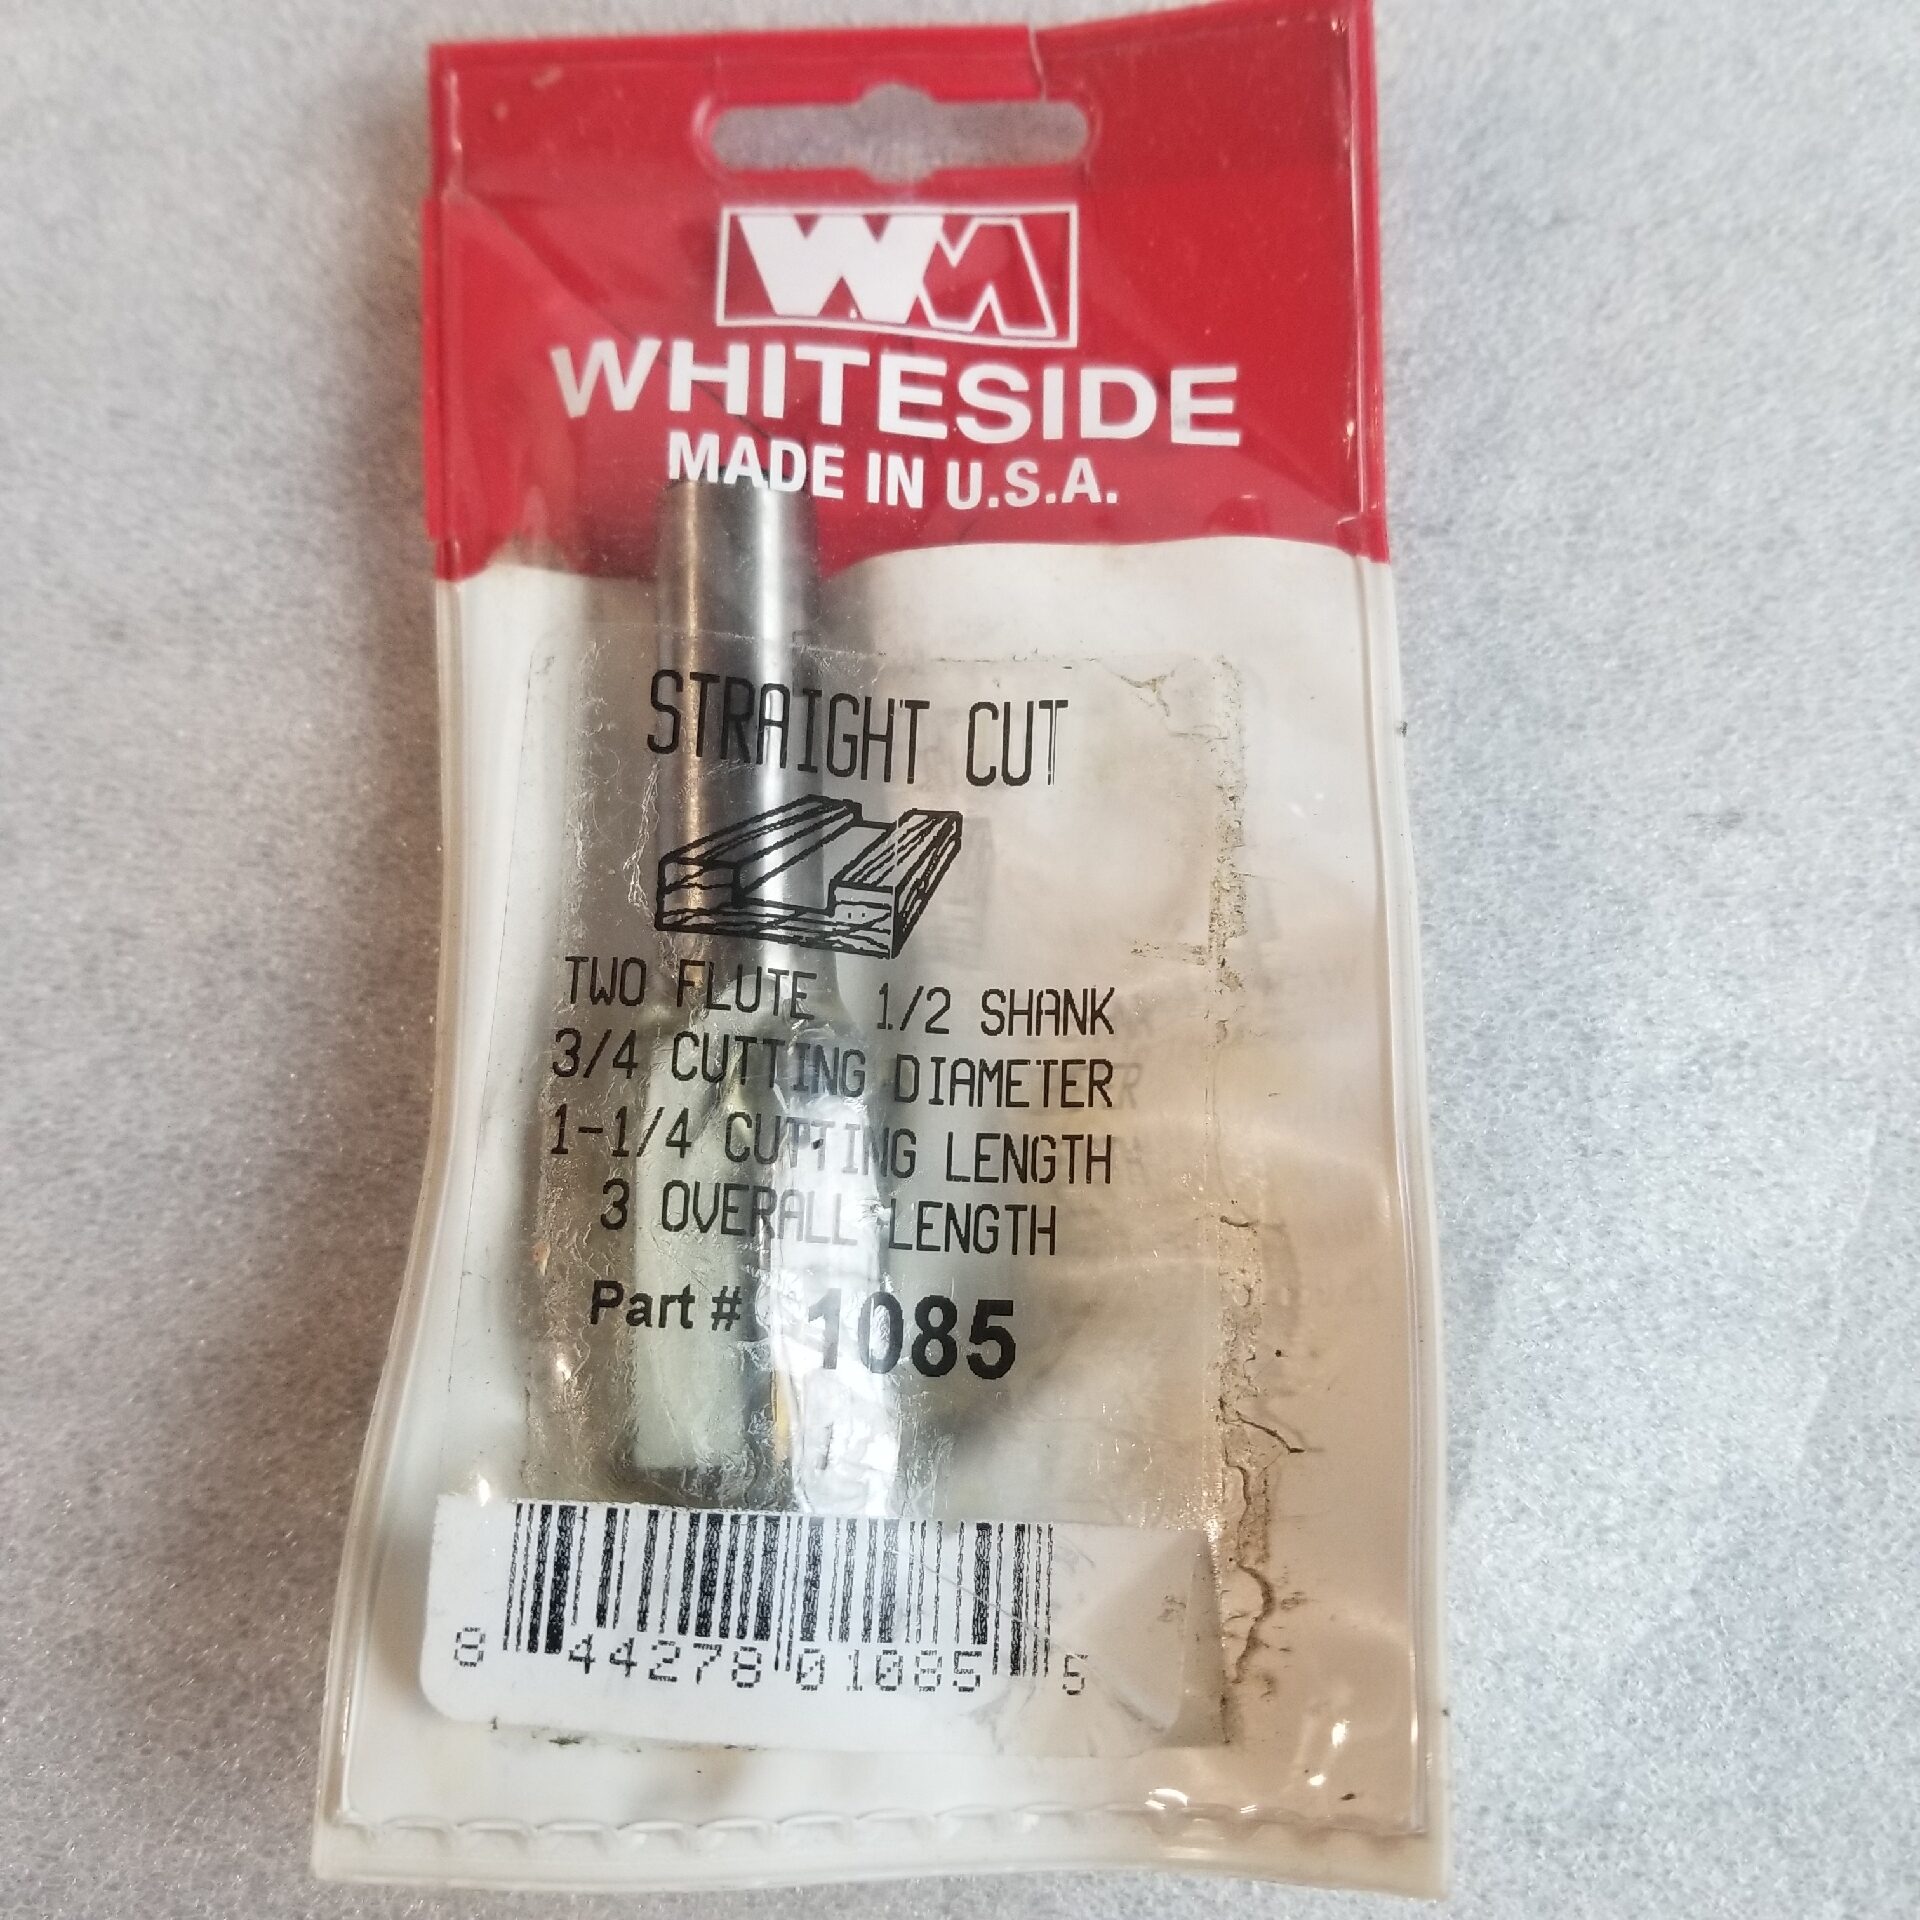 WM
WHITESIDE
MADE IN U.S.A.
STRAIGHT CUT
TWO FLUTE 1/2 SHANK
3/4 CUTTING DIAMETER
1-1/4 CUTTING LENGTH
3 OVERALL LENGTH
Part # 1085
8 44278 01085 5